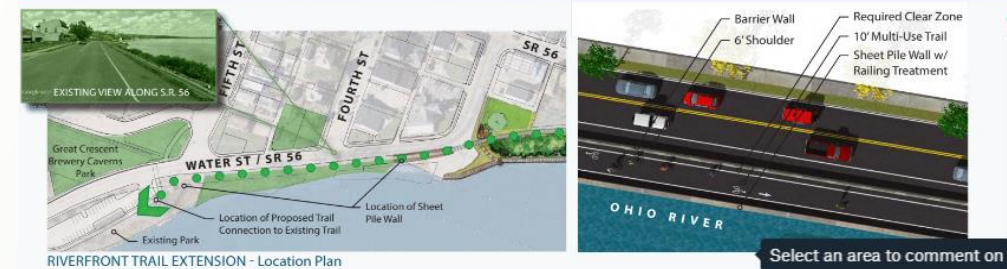 EXISTING VIEW ALONG S.R. 56
FIFTH ST
FOURTH ST
SR 56
Great Crescent
Brewery Caverns
Park
WATER ST / SR 56
Location of Proposed Trail
Connection to Existing Trail
Location of Sheet
Pile Wall
Existing Park
RIVERFRONT TRAIL EXTENSION - Location Plan
Barrier Wall
6' Shoulder
Required Clear Zone
10' Multi-Use Trail
Sheet Pile Wall w/
Railing Treatment
OHIO RIVER
Select an area to comment on